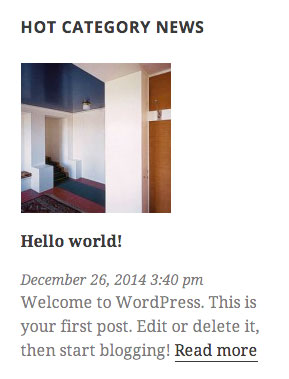 HOT CATEGORY NEWS
Hello world!
December 26, 2014 3:40 pm
Welcome to WordPress. This is
your first post. Edit or delete it,
then start blogging! Read more